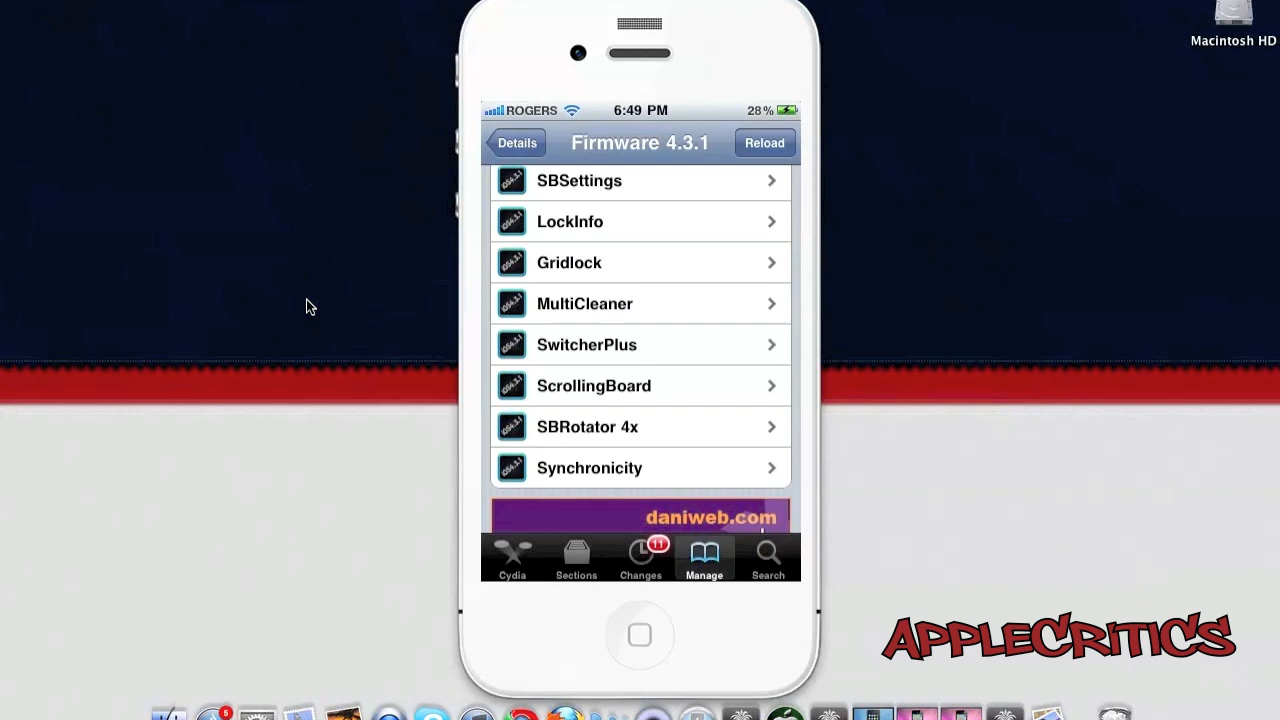 Macintosh HD
ROGERS 6:49 PM 28%
Details Firmware 4.3.1 Reload
SBSettings
LockInfo
Gridlock
MultiCleaner
SwitcherPlus
ScrollingBoard
SBRotator 4x
Synchronicity
daniweb.com
11
Cydia Sections Changes Manage Search
APPLECRITICS
5